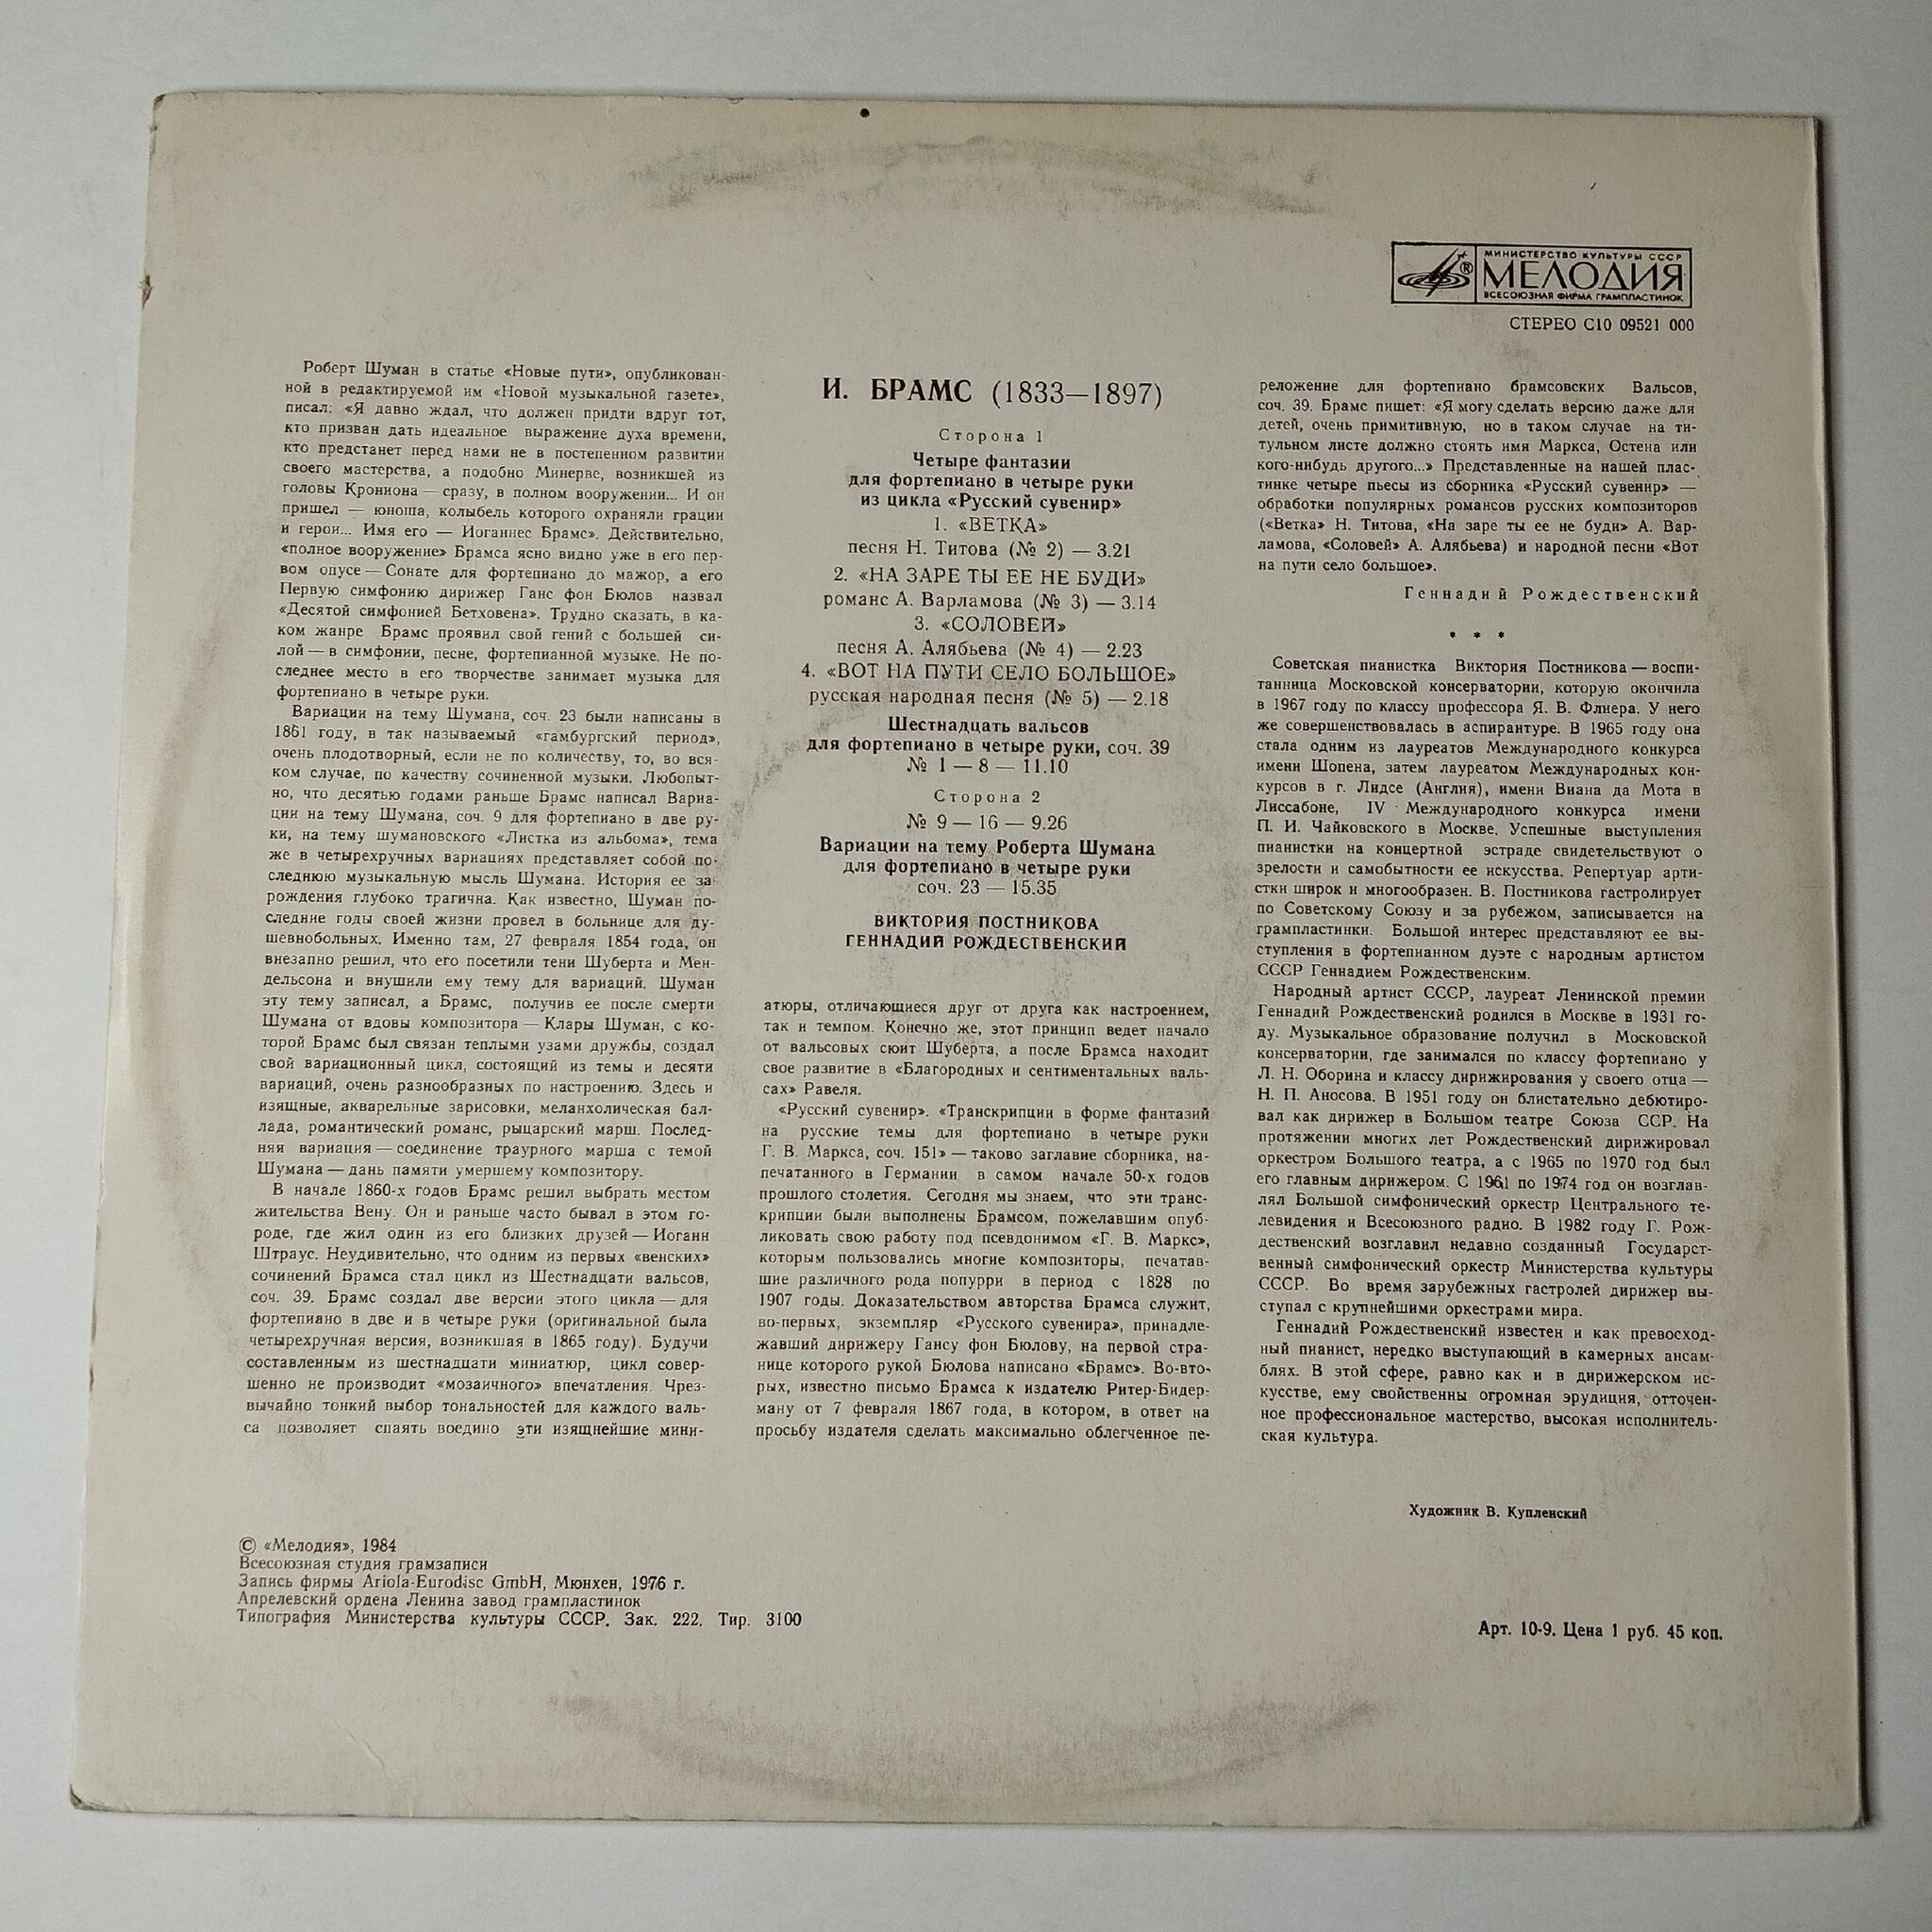 МИНИСТЕРСТВО КУЛЬТУРЫ СССР
МЕЛОДИЯ
ВСЕСОЮЗНАЯ ФИРМА ГРАМПЛАСТИНОК
СТЕРЕО С10 09521 000
Роберт Шуман в статье «Новые пути», опубликован-
ной в редактируемой им «Новой музыкальной газете»,
писал: «Я давно ждал, что должен придти вдруг тот,
кто призван дать идеальное выражение духа времени,
кто предстанет перед нами не в постепенном развитии
своего мастерства, а подобно Минерве, возникшей из
головы Крониона — сразу, в полном вооружении... И он
пришел — юноша, колыбель которого охраняли грации
и герои... Имя его — Иоганнес Брамс». Действительно,
«полное вооружение» Брамса ясно видно уже в его пер-
вом опусе — Сонате для фортепиано до мажор, а его
Первую симфонию дирижер Ганс фон Бюлов назвал
«Десятой симфонией Бетховена». Трудно сказать, в ка-
ком жанре Брамс проявил свой гений с большей си-
лой — в симфонии, песне, фортепианной музыке. Не по-
следнее место в его творчестве занимает музыка для
фортепиано в четыре руки.
Вариации на тему Шумана, соч. 23 были написаны в
1861 году, в так называемый «гамбургский период»,
очень плодотворный, если не по количеству, то, во вся-
ком случае, по качеству сочиненной музыки. Любопыт-
но, что десятью годами раньше Брамс написал Вариа-
ции на тему Шумана, соч. 9 для фортепиано в две ру-
ки, на тему шумановского «Листка из альбома», тема
же в четырехручных вариациях представляет собой по-
следнюю музыкальную мысль Шумана. История ее за-
рождения глубоко трагична. Как известно, Шуман по-
следние годы своей жизни провел в больнице для ду-
шевнобольных. Именно там, 27 февраля 1854 года, он
внезапно решил, что его посетили тени Шуберта и Мен-
дельсона и внушили ему тему для вариаций. Шуман
эту тему записал, а Брамс, получив ее после смерти
Шумана от вдовы композитора — Клары Шуман, с ко-
торой Брамс был связан теплыми узами дружбы, создал
свой вариационный цикл, состоящий из темы и десяти
вариаций, очень разнообразных по настроению. Здесь и
изящные, акварельные зарисовки, меланхолическая бал-
лада, романтический романс, рыцарский марш. Послед-
няя вариация — соединение траурного марша с темой
Шумана — дань памяти умершему композитору.
В начале 1860-х годов Брамс решил выбрать местом
жительства Вену. Он и раньше часто бывал в этом го-
роде, где жил один из его близких друзей — Иоганн
Штраус. Неудивительно, что одним из первых «венских»
сочинений Брамса стал цикл из Шестнадцати вальсов,
соч. 39. Брамс создал две версии этого цикла — для
фортепиано в две и в четыре руки (оригинальной была
четырехручная версия, возникшая в 1865 году). Будучи
составленным из шестнадцати миниатюр, цикл совер-
шенно не производит «мозаичного» впечатления. Чрез-
вычайно тонкий выбор тональностей для каждого валь-
са позволяет спаять воедино эти изящнейшие мини-
И. БРАМС (1833—1897)
Сторона 1
Четыре фантазии
для фортепиано в четыре руки
из цикла «Русский сувенир»
1. «ВЕТКА»
песня Н. Титова (№ 2) — 3.21
2. «НА ЗАРЕ ТЫ ЕЕ НЕ БУДИ»
романс А. Варламова (№ 3) — 3.14
3. «СОЛОВЕЙ»
песня А. Алябьева (№ 4) — 2.23
4. «ВОТ НА ПУТИ СЕЛО БОЛЬШОЕ»
русская народная песня (№ 5) — 2.18
Шестнадцать вальсов
для фортепиано в четыре руки, соч. 39
№ 1 — 8 — 11.10
Сторона 2
№ 9 — 16 — 9.26
Вариации на тему Роберта Шумана
для фортепиано в четыре руки
соч. 23 — 15.35
ВИКТОРИЯ ПОСТНИКОВА
ГЕННАДИЙ РОЖДЕСТВЕНСКИЙ
атюры, отличающиеся друг от друга как настроением,
так и темпом. Конечно же, этот принцип ведет начало
от вальсовых сюит Шуберта, а после Брамса находит
свое развитие в «Благородных и сентиментальных валь-
сах» Равеля.
«Русский сувенир». «Транскрипции в форме фантазий
на русские темы для фортепиано в четыре руки
Г. В. Маркса, соч. 151» — таково заглавие сборника, на-
печатанного в Германии в самом начале 50-х годов
прошлого столетия. Сегодня мы знаем, что эти транс-
крипции были выполнены Брамсом, пожелавшим опуб-
ликовать свою работу под псевдонимом «Г. В. Маркс»,
которым пользовались многие композиторы, печатав-
шие различного рода попурри в период с 1828 по
1907 годы. Доказательством авторства Брамса служит,
во-первых, экземпляр «Русского сувенира», принадле-
жавший дирижеру Гансу фон Бюлову, на первой стра-
нице которого рукой Бюлова написано «Брамс». Во-вто-
рых, известно письмо Брамса к издателю Ритер-Бидер-
ману от 7 февраля 1867 года, в котором, в ответ на
просьбу издателя сделать максимально облегченное пе-
реложение для фортепиано брамсовских Вальсов,
соч. 39. Брамс пишет: «Я могу сделать версию даже для
детей, очень примитивную, но в таком случае на ти-
тульном листе должно стоять имя Маркса, Остена или
кого-нибудь другого...» Представленные на нашей плас-
тинке четыре пьесы из сборника «Русский сувенир» —
обработки популярных романсов русских композиторов
(«Ветка» Н. Титова, «На заре ты ее не буди» А. Вар-
ламова, «Соловей» А. Алябьева) и народной песни «Вот
на пути село большое».
Геннадий Рождественский
* * *
Советская пианистка Виктория Постникова — воспи-
танница Московской консерватории, которую окончила
в 1967 году по классу профессора Я. В. Флиера. У него
же совершенствовалась в аспирантуре. В 1965 году она
стала одним из лауреатов Международного конкурса
имени Шопена, затем лауреатом Международных кон-
курсов в г. Лидсе (Англия), имени Виана да Мота в
Лиссабоне, IV Международного конкурса имени
П. И. Чайковского в Москве. Успешные выступления
пианистки на концертной эстраде свидетельствуют о
зрелости и самобытности ее искусства. Репертуар арти-
стки широк и многообразен. В. Постникова гастролирует
по Советскому Союзу и за рубежом, записывается на
грампластинки. Большой интерес представляют ее вы-
ступления в фортепианном дуэте с народным артистом
СССР Геннадием Рождественским.
Народный артист СССР, лауреат Ленинской премии
Геннадий Рождественский родился в Москве в 1931 го-
ду. Музыкальное образование получил в Московской
консерватории, где занимался по классу фортепиано у
Л. Н. Оборина и классу дирижирования у своего отца —
Н. П. Аносова. В 1951 году он блистательно дебютиро-
вал как дирижер в Большом театре Союза ССР. На
протяжении многих лет Рождественский дирижировал
оркестром Большого театра, а с 1965 по 1970 год был
его главным дирижером. С 1961 по 1974 год он возглав-
лял Большой симфонический оркестр Центрального те-
левидения и Всесоюзного радио. В 1982 году Г. Рож-
дественский возглавил недавно созданный Государст-
венный симфонический оркестр Министерства культуры
СССР. Во время зарубежных гастролей дирижер вы-
ступал с крупнейшими оркестрами мира.
Геннадий Рождественский известен и как превосход-
ный пианист, нередко выступающий в камерных ансам-
блях. В этой сфере, равно как и в дирижерском ис-
кусстве, ему свойственны огромная эрудиция, отточен-
ное профессиональное мастерство, высокая исполнитель-
ская культура.
Художник В. Купленский
© «Мелодия», 1984
Всесоюзная студия грамзаписи
Запись фирмы Ariola-Eurodisc GmbH, Мюнхен, 1976 г.
Апрелевский ордена Ленина завод грампластинок
Типография Министерства культуры СССР. Зак. 222. Тир. 3100
Арт. 10-9. Цена 1 руб. 45 коп.